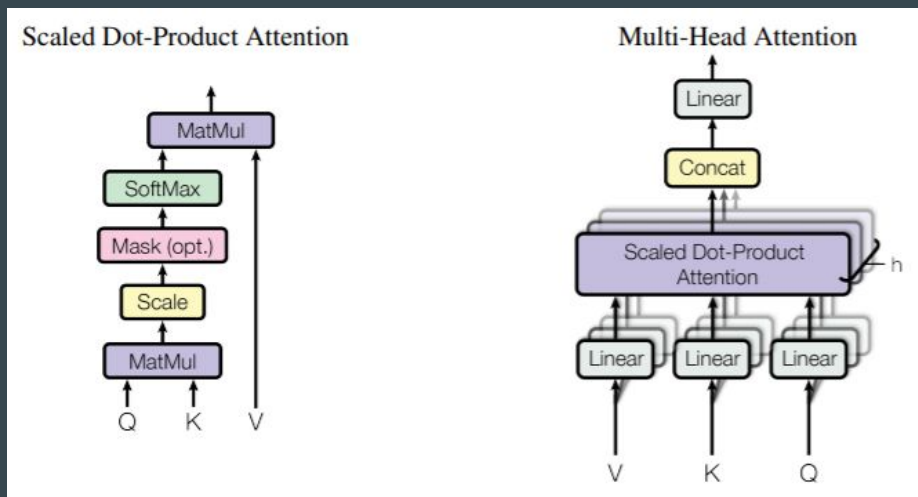 Scaled Dot-Product Attention
MatMul
SoftMax
Mask (opt.)
Scale
MatMul
Q K V
Multi-Head Attention
Linear
Concat
Scaled Dot-Product
Attention
h
Linear Linear Linear
V K Q